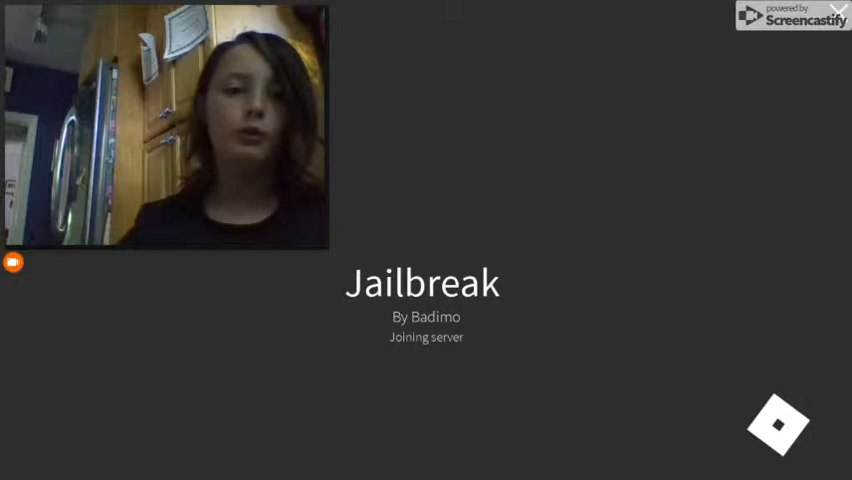 powered by
Screencastify
Jailbreak
By Badimo
Joining server